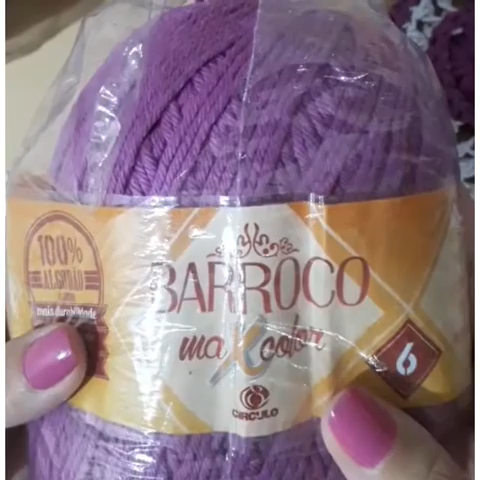 100%
ALGODÃO
mais durabilidade
BARROCO
maxcolor
6
CIRCULO